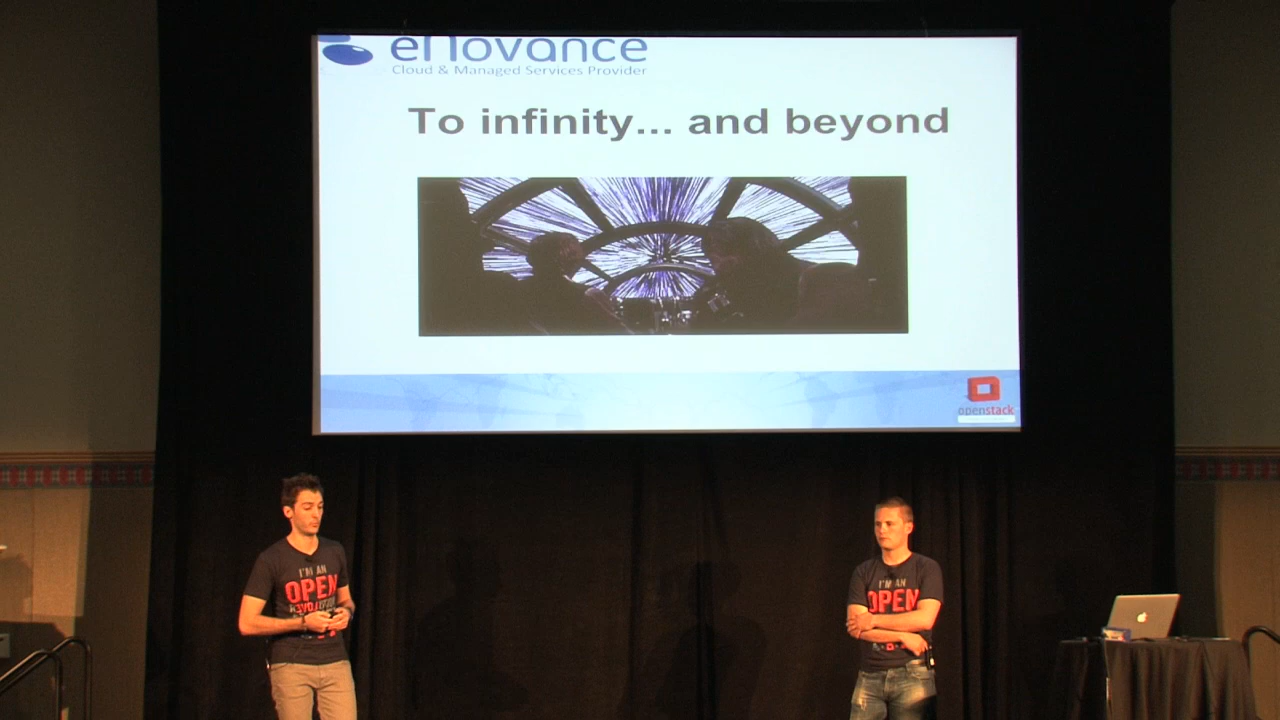 eNovance
Cloud & Managed Services Provider
To infinity... and beyond
openstack
I'M AN
OPEN
I'M AN
OPEN